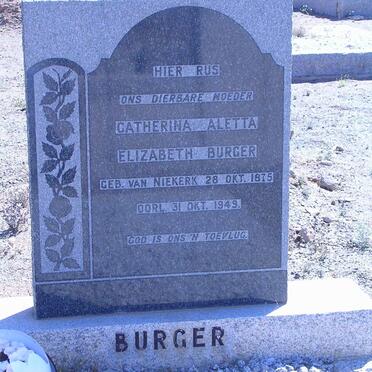 HIER RUS
ONS DIERBARE MOEDER
CATHERINA ALETTA
ELIZABETH BURGER
GEB. VAN NIEKERK 28 OKT. 1875
OORL. 31 OKT. 1949.
GOD IS ONS 'N TOEVLUG.
BURGER